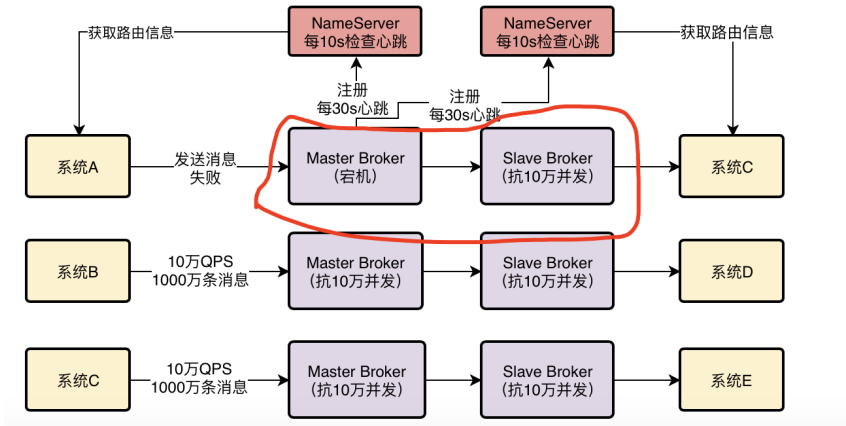 NameServer
每10s检查心跳
NameServer
每10s检查心跳
获取路由信息
获取路由信息
注册
每30s心跳
注册
每30s心跳
系统A
发送消息
失败
Master Broker
（宕机）
Slave Broker
（抗10万并发）
系统C
系统B
10万QPS
1000万条消息
Master Broker
（抗10万并发）
Slave Broker
（抗10万并发）
系统D
系统C
10万QPS
1000万条消息
Master Broker
（抗10万并发）
Slave Broker
（抗10万并发）
系统E